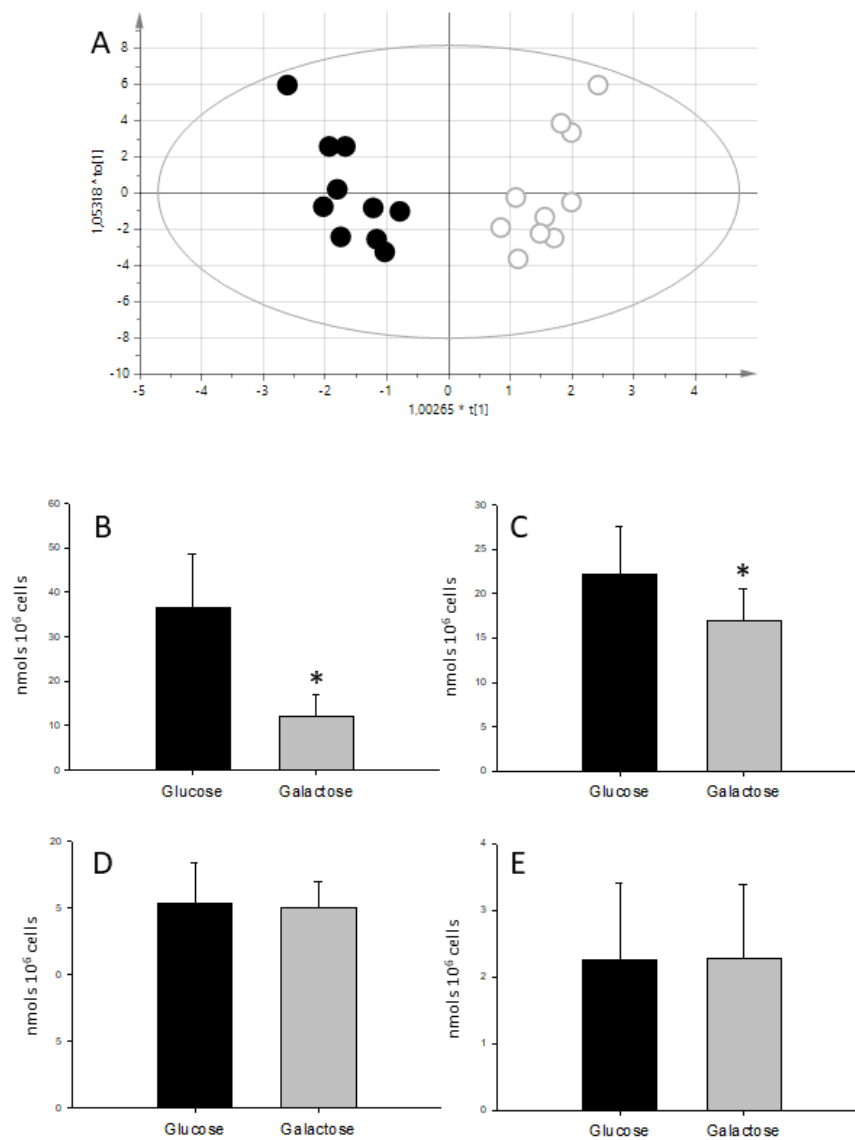 A
8
6
4
2
0
-2
-4
-6
-8
-10
1,05318 * to[1]
-5 -4 -3 -2 -1 0 1 2 3 4
1,00265 * t[1]
B
60
50
40
30
20
10
0
nmols 10⁶ cells
*
Glucose Galactose
C
30
25
20
15
10
5
0
nmols 10⁶ cells
*
Glucose Galactose
D
20
5
0
5
0
nmols 10⁶ cells
Glucose Galactose
E
4
3
2
1
0
nmols 10⁶ cells
Glucose Galactose